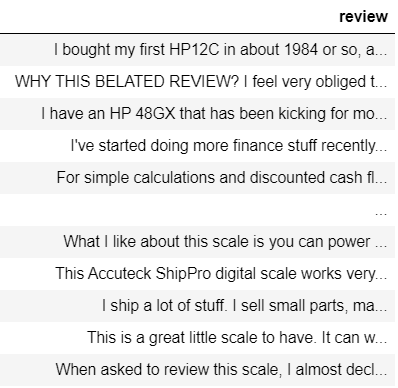 review
I bought my first HP12C in about 1984 or so, a...
WHY THIS BELATED REVIEW? I feel very obliged t...
I have an HP 48GX that has been kicking for mo...
I've started doing more finance stuff recently...
For simple calculations and discounted cash fl...
...
What I like about this scale is you can power ...
This Accuteck ShipPro digital scale works very...
I ship a lot of stuff. I sell small parts, ma...
This is a great little scale to have. It can w...
When asked to review this scale, I almost decl...